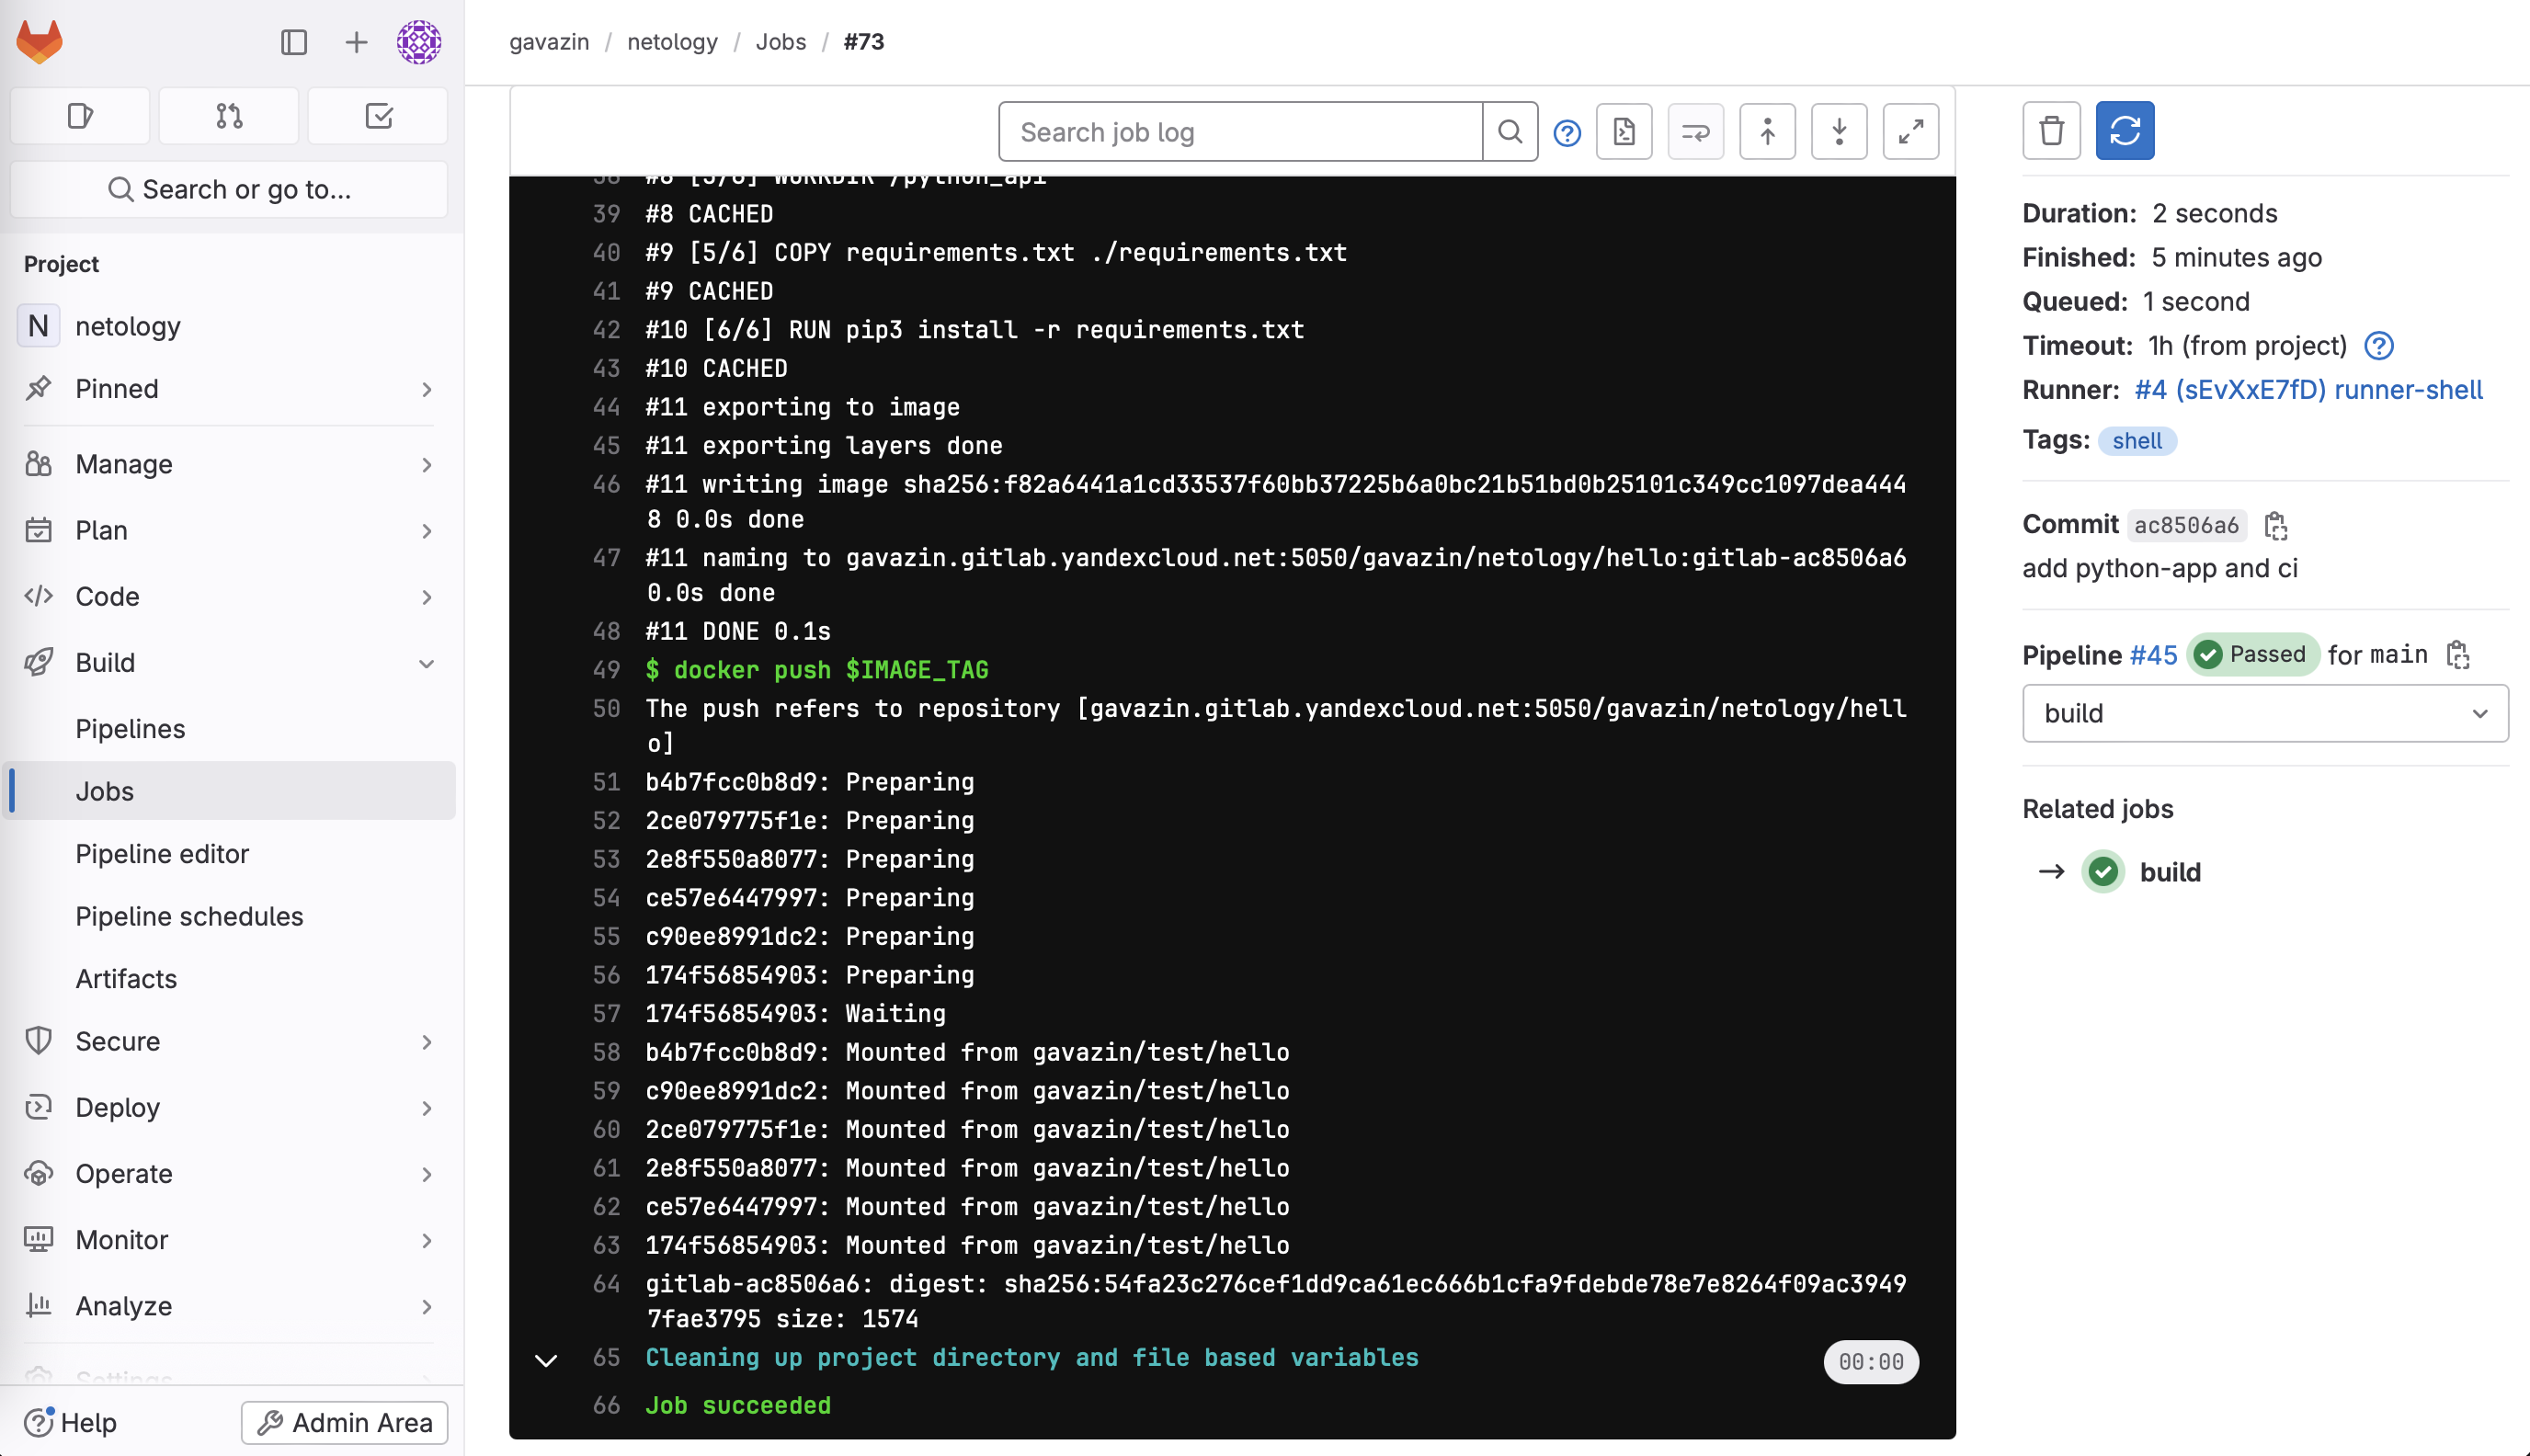 gavazin / netology / Jobs / #73
Search or go to...
Project
N netology
Pinned
Manage
Plan
Code
Build
Pipelines
Jobs
Pipeline editor
Pipeline schedules
Artifacts
Secure
Deploy
Operate
Monitor
Analyze
Settings
Help
Admin Area
Search job log
38 #8 [3/6] WORKDIR /python_api
39 #8 CACHED
40 #9 [5/6] COPY requirements.txt ./requirements.txt
41 #9 CACHED
42 #10 [6/6] RUN pip3 install -r requirements.txt
43 #10 CACHED
44 #11 exporting to image
45 #11 exporting layers done
46 #11 writing image sha256:f82a6441a1cd33537f60bb37225b6a0bc21b51bd0b25101c349cc1097dea444
8 0.0s done
47 #11 naming to gavazin.gitlab.yandexcloud.net:5050/gavazin/netology/hello:gitlab-ac8506a6
0.0s done
48 #11 DONE 0.1s
49 $ docker push $IMAGE_TAG
50 The push refers to repository [gavazin.gitlab.yandexcloud.net:5050/gavazin/netology/hell
o]
51 b4b7fcc0b8d9: Preparing
52 2ce079775f1e: Preparing
53 2e8f550a8077: Preparing
54 ce57e6447997: Preparing
55 c90ee8991dc2: Preparing
56 174f56854903: Preparing
57 174f56854903: Waiting
58 b4b7fcc0b8d9: Mounted from gavazin/test/hello
59 c90ee8991dc2: Mounted from gavazin/test/hello
60 2ce079775f1e: Mounted from gavazin/test/hello
61 2e8f550a8077: Mounted from gavazin/test/hello
62 ce57e6447997: Mounted from gavazin/test/hello
63 174f56854903: Mounted from gavazin/test/hello
64 gitlab-ac8506a6: digest: sha256:54fa23c276cef1dd9ca61ec666b1cfa9fdebde78e7e8264f09ac3949
7fae3795 size: 1574
65 Cleaning up project directory and file based variables 00:00
66 Job succeeded
Duration: 2 seconds
Finished: 5 minutes ago
Queued: 1 second
Timeout: 1h (from project)
Runner: #4 (sEvXxE7fD) runner-shell
Tags: shell
Commit ac8506a6
add python-app and ci
Pipeline #45 Passed for main
build
Related jobs
build